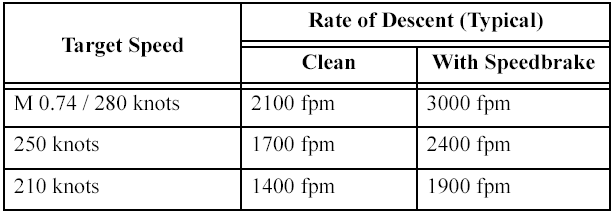 Target Speed
Rate of Descent (Typical)
Clean
With Speedbrake
M 0.74 / 280 knots
2100 fpm
3000 fpm
250 knots
1700 fpm
2400 fpm
210 knots
1400 fpm
1900 fpm